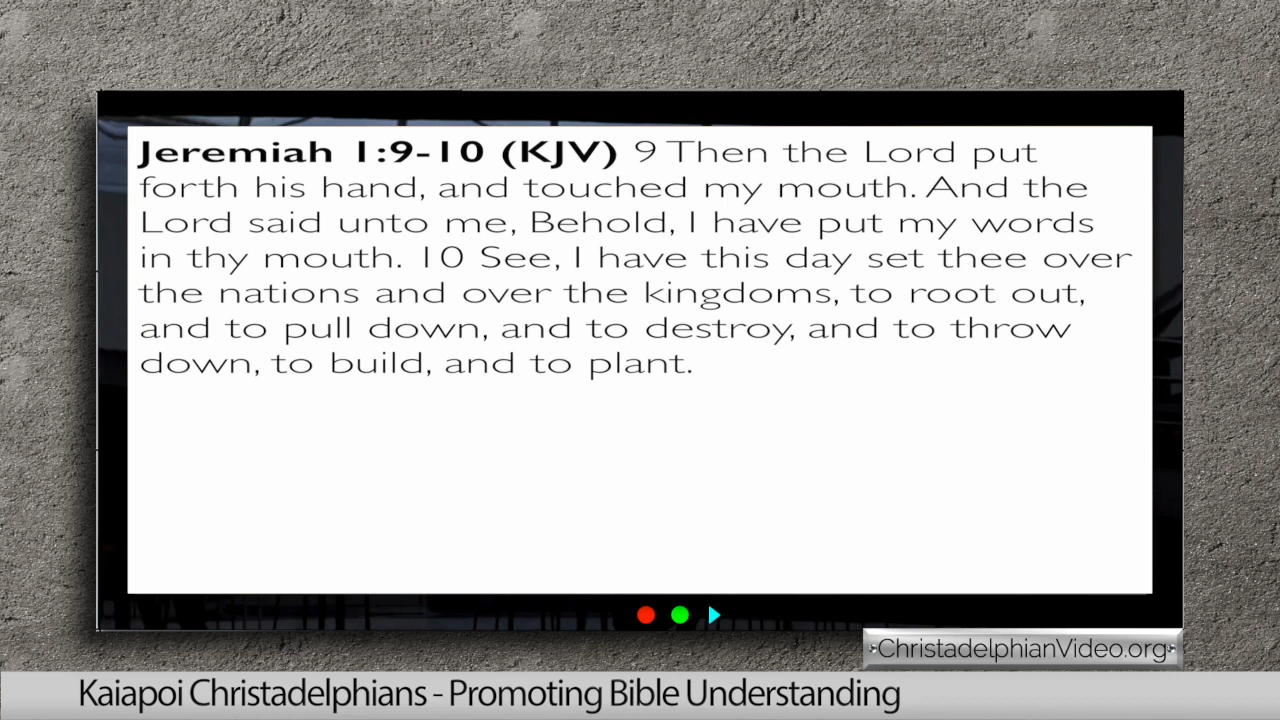 Jeremiah 1:9-10 (KJV) 9 Then the Lord put
forth his hand, and touched my mouth. And the
Lord said unto me, Behold, I have put my words
in thy mouth. 10 See, I have this day set thee over
the nations and over the kingdoms, to root out,
and to pull down, and to destroy, and to throw
down, to build, and to plant.
ChristadelphianVideo.org
Kaiapoi Christadelphians - Promoting Bible Understanding